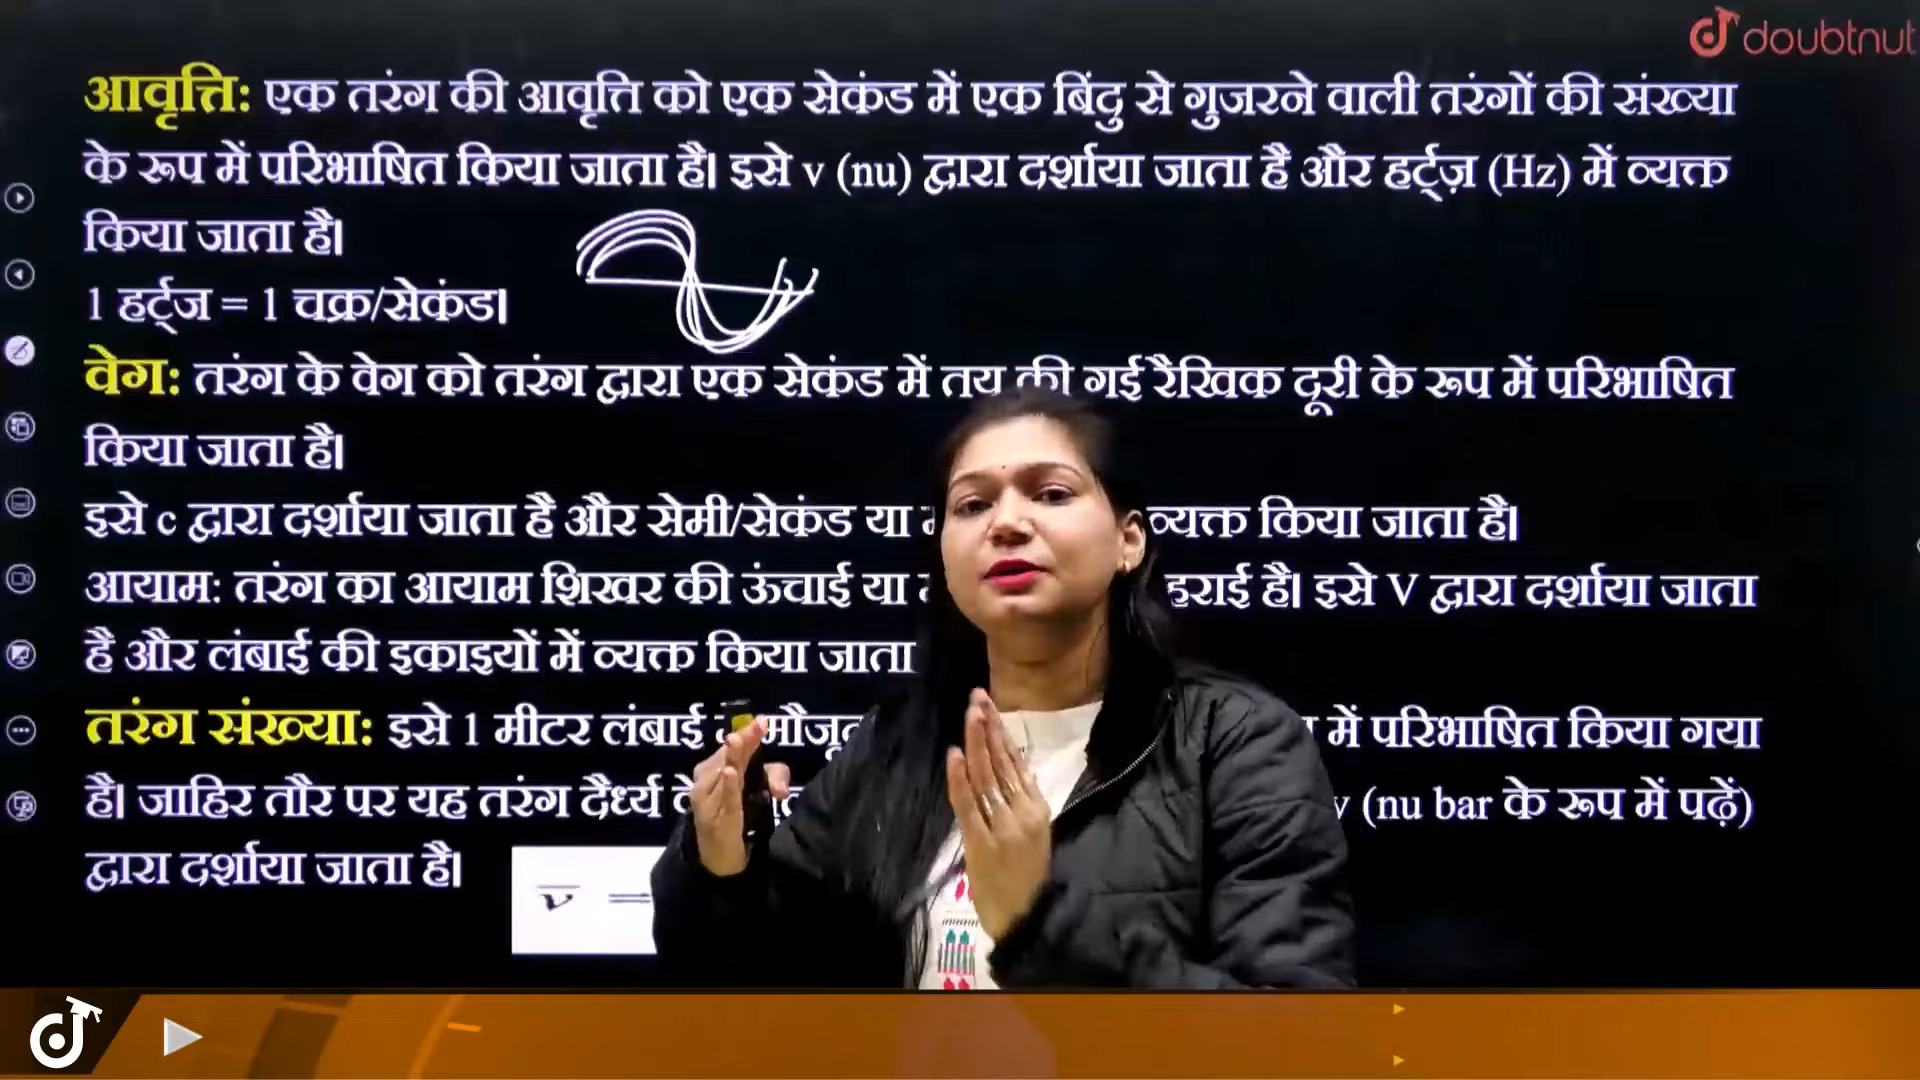 doubtnut
आवृत्ति: एक तरंग की आवृत्ति को एक सेकंड में एक बिंदु से गुजरने वाली तरंगों की संख्या
के रूप में परिभाषित किया जाता है। इसे v (nu) द्वारा दर्शाया जाता है और हर्ट्ज़ (Hz) में व्यक्त
किया जाता है।
1 हर्ट्ज = 1 चक्र/सेकंड।
वेग: तरंग के वेग को तरंग द्वारा एक सेकंड में तय की गई रैखिक दूरी के रूप में परिभाषित
किया जाता है।
इसे c द्वारा दर्शाया जाता है और सेमी/सेकंड या व्यक्त किया जाता है।
आयाम: तरंग का आयाम शिखर की ऊंचाई या है। इसे V द्वारा दर्शाया जाता
है और लंबाई की इकाइयों में व्यक्त किया जाता
तरंग संख्या: इसे 1 मीटर लंबाई में परिभाषित किया गया
है। जाहिर तौर पर यह तरंग दैर्ध्य v (nu bar के रूप में पढ़ें)
द्वारा दर्शाया जाता है।
ν̅ =